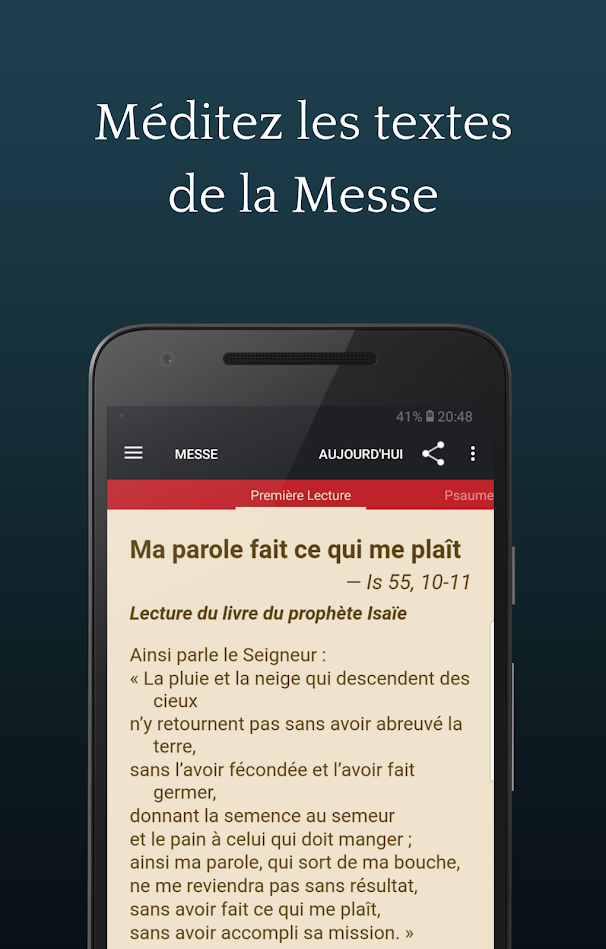 Méditez les textes
de la Messe
41% 20:48
MESSE AUJOURD'HUI
Première Lecture Psaume
Ma parole fait ce qui me plaît
— Is 55, 10-11
Lecture du livre du prophète Isaïe
Ainsi parle le Seigneur :
« La pluie et la neige qui descendent des
cieux
n’y retournent pas sans avoir abreuvé la
terre,
sans l’avoir fécondée et l’avoir fait
germer,
donnant la semence au semeur
et le pain à celui qui doit manger ;
ainsi ma parole, qui sort de ma bouche,
ne me reviendra pas sans résultat,
sans avoir fait ce qui me plaît,
sans avoir accompli sa mission. »